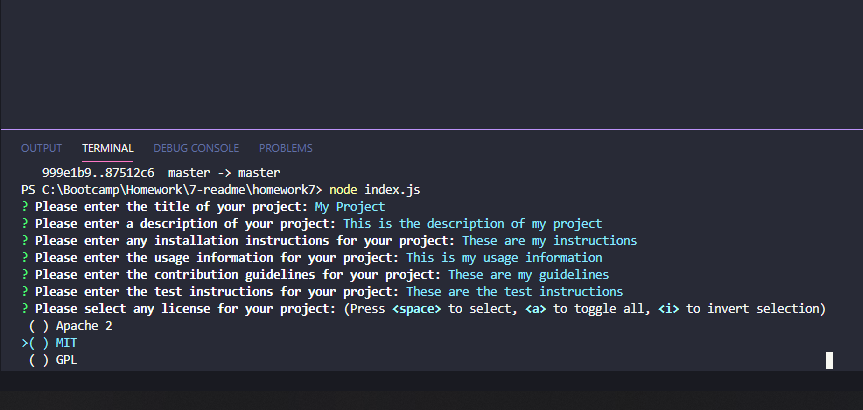 OUTPUT TERMINAL DEBUG CONSOLE PROBLEMS
999e1b9..87512c6  master -> master
PS C:\Bootcamp\Homework\7-readme\homework7> node index.js
? Please enter the title of your project: My Project
? Please enter a description of your project: This is the description of my project
? Please enter any installation instructions for your project: These are my instructions
? Please enter the usage information for your project: This is my usage information
? Please enter the contribution guidelines for your project: These are my guidelines
? Please enter the test instructions for your project: These are the test instructions
? Please select any license for your project: (Press <space> to select, <a> to toggle all, <i> to invert selection)
( ) Apache 2
>( ) MIT
( ) GPL